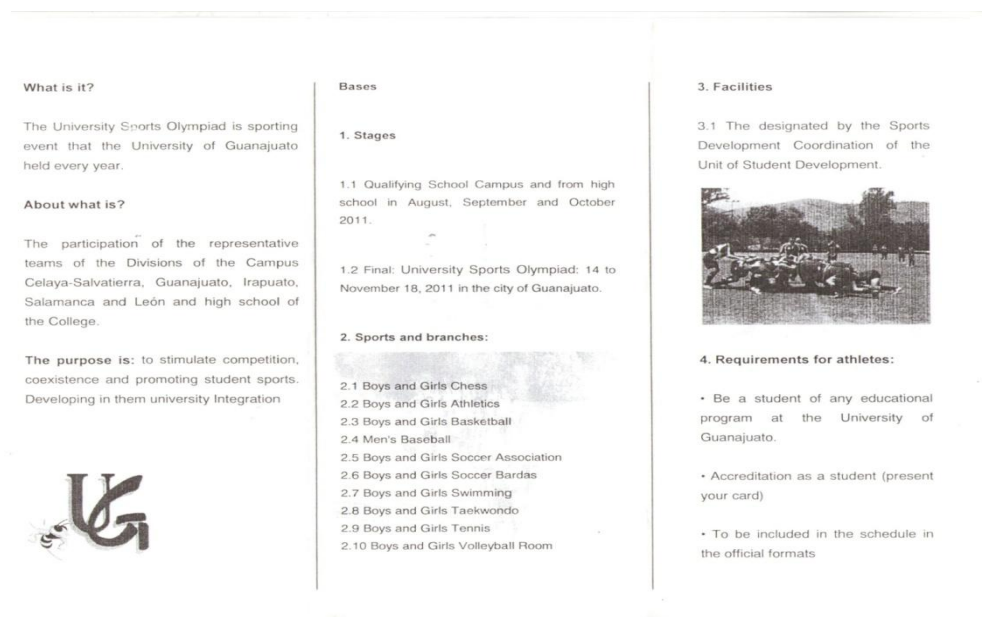 What is it?
The University Sports Olympiad is sporting
event that the University of Guanajuato
held every year.
About what is?
The participation of the representative
teams of the Divisions of the Campus
Celaya-Salvatierra, Guanajuato, Irapuato,
Salamanca and León and high school of
the College.
The purpose is: to stimulate competition,
coexistence and promoting student sports.
Developing in them university Integration
UG
Bases
1. Stages
1.1 Qualifying School Campus and from high
school in August, September and October
2011.
1.2 Final: University Sports Olympiad: 14 to
November 18, 2011 in the city of Guanajuato.
2. Sports and branches:
2.1 Boys and Girls Chess
2.2 Boys and Girls Athletics
2.3 Boys and Girls Basketball
2.4 Men's Baseball
2.5 Boys and Girls Soccer Association
2.6 Boys and Girls Soccer Bardas
2.7 Boys and Girls Swimming
2.8 Boys and Girls Taekwondo
2.9 Boys and Girls Tennis
2.10 Boys and Girls Volleyball Room
3. Facilities
3.1 The designated by the Sports
Development Coordination of the
Unit of Student Development.
4. Requirements for athletes:
• Be a student of any educational
program at the University of
Guanajuato.
• Accreditation as a student (present
your card)
• To be included in the schedule in
the official formats